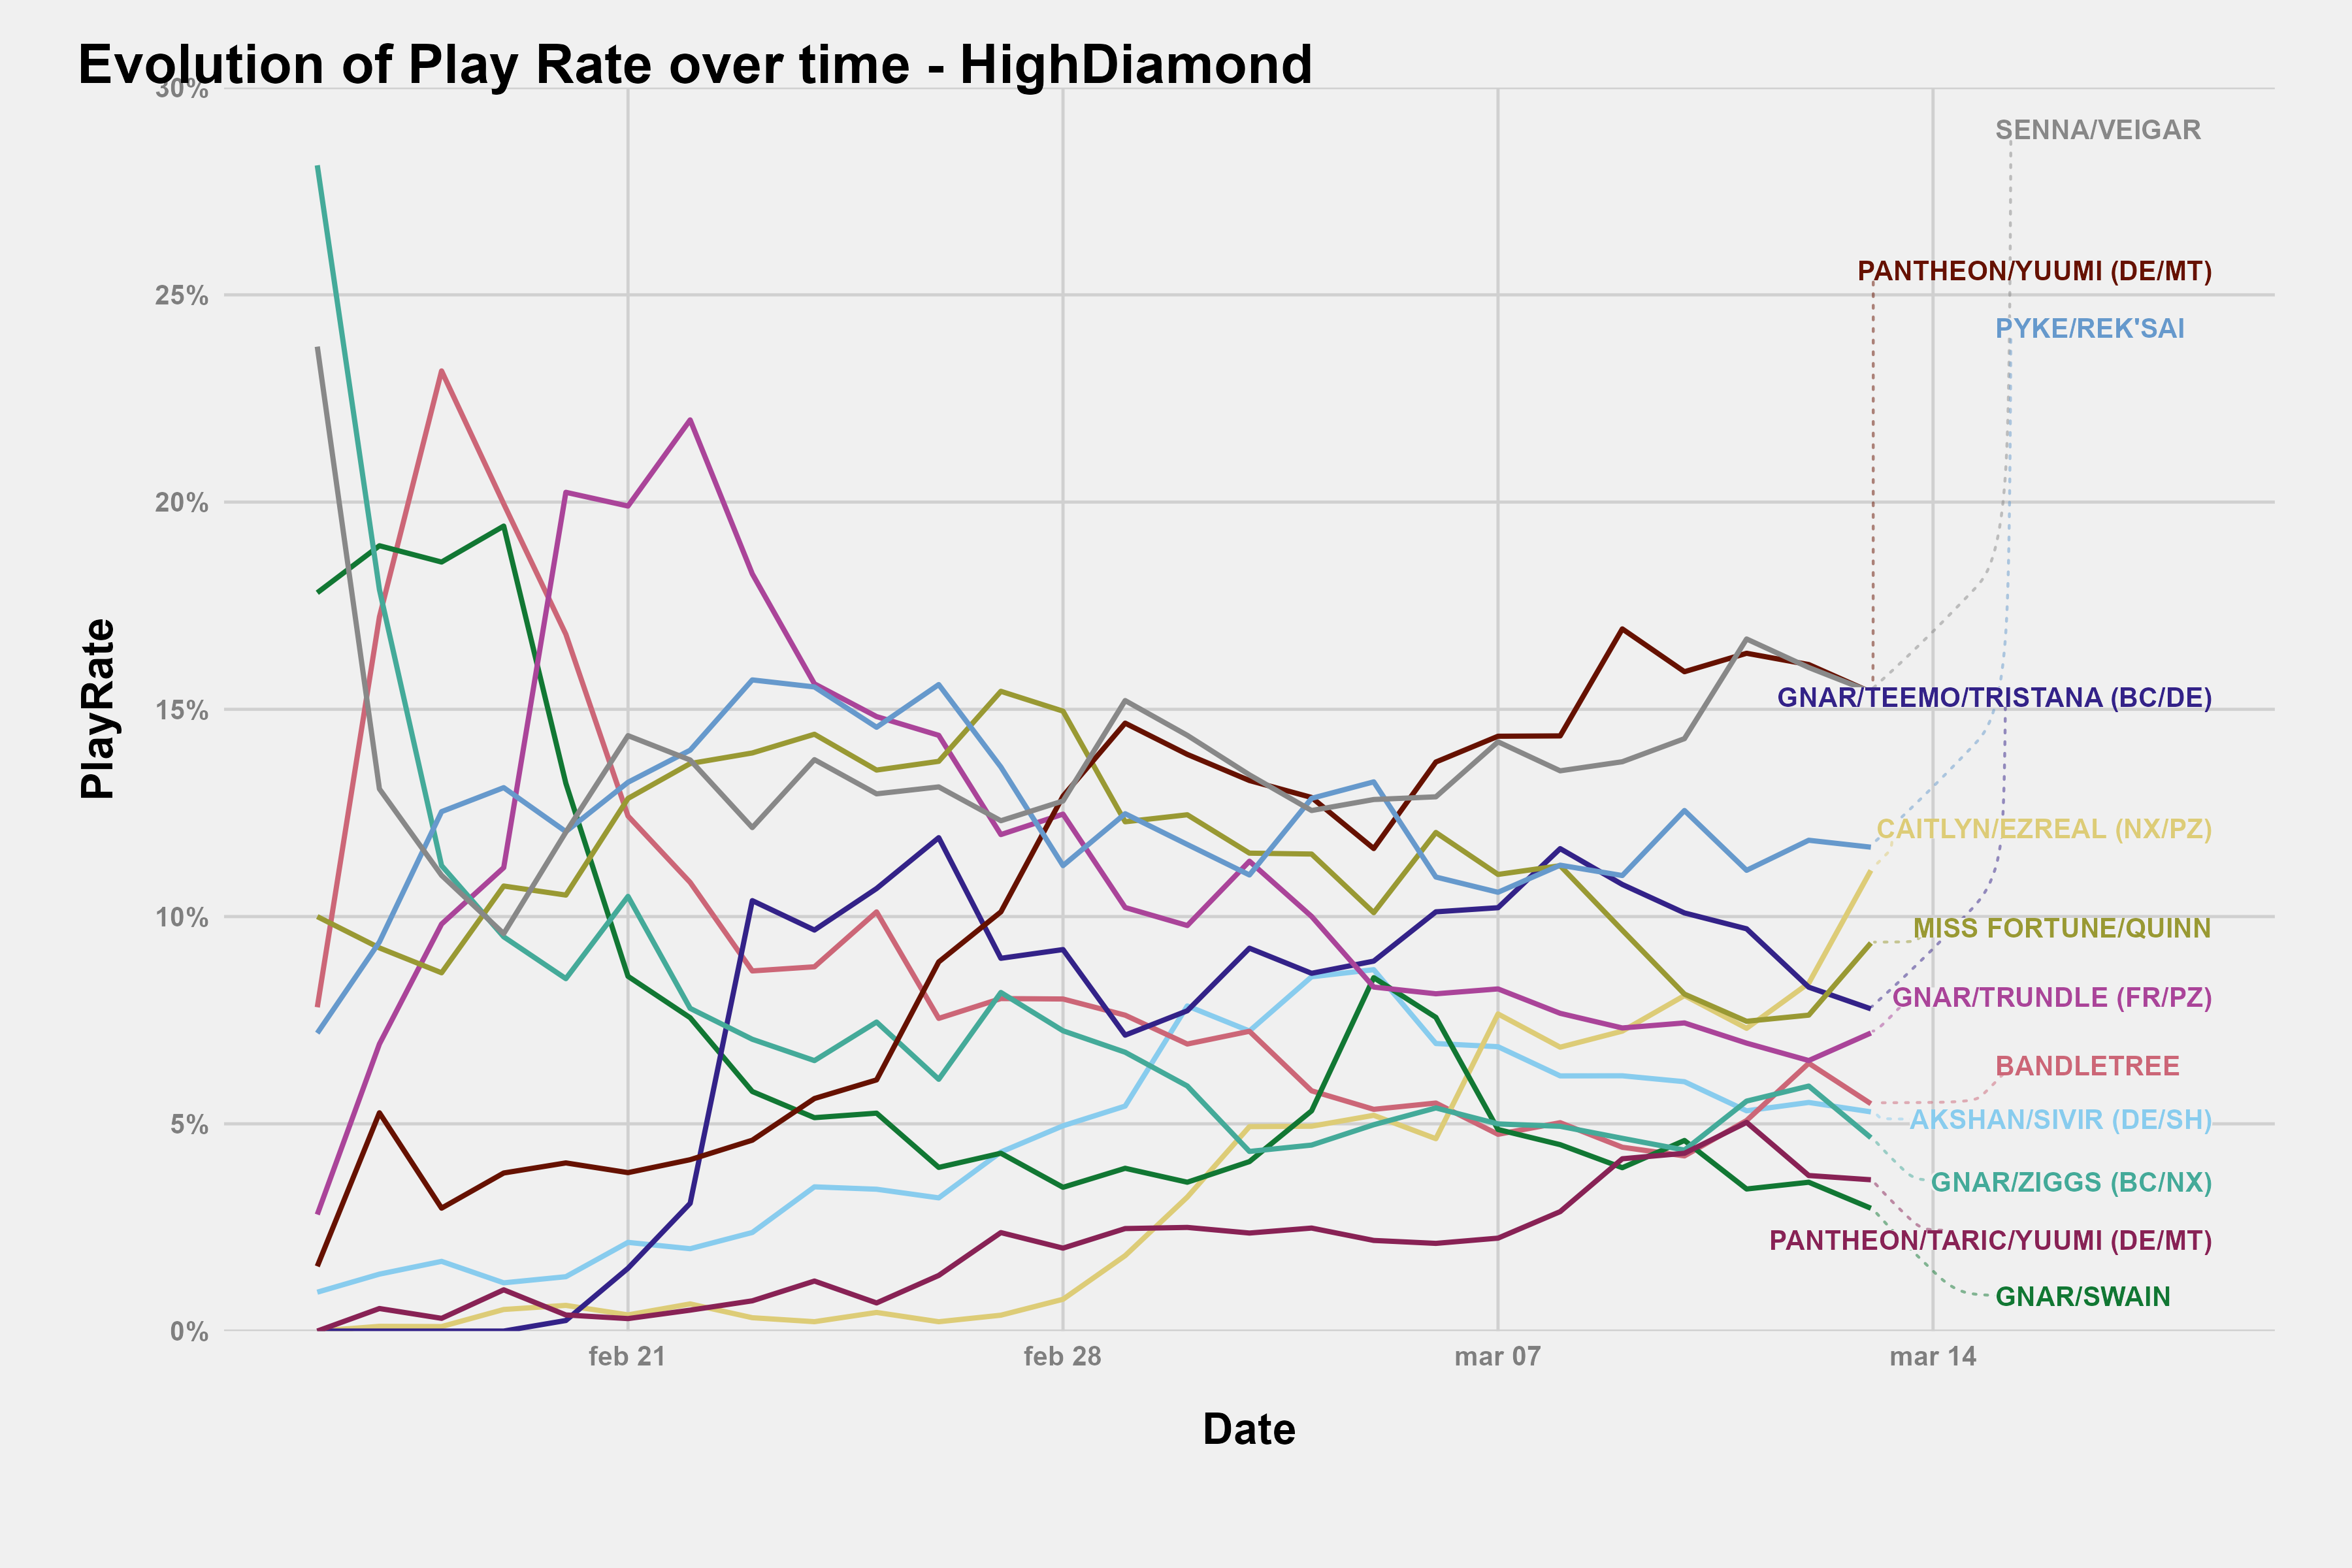 Evolution of Play Rate over time - HighDiamond
30%
SENNA/VEIGAR
PANTHEON/YUUMI (DE/MT)
25%
PYKE/REK'SAI
20%
GNAR/TEEMO/TRISTANA (BC/DE)
15%
CAITLYN/EZREAL (NX/PZ)
10%
MISS FORTUNE/QUINN
GNAR/TRUNDLE (FR/PZ)
BANDLETREE
5%
AKSHAN/SIVIR (DE/SH)
GNAR/ZIGGS (BC/NX)
PANTHEON/TARIC/YUUMI (DE/MT)
GNAR/SWAIN
0%
PlayRate
feb 21
feb 28
mar 07
mar 14
Date